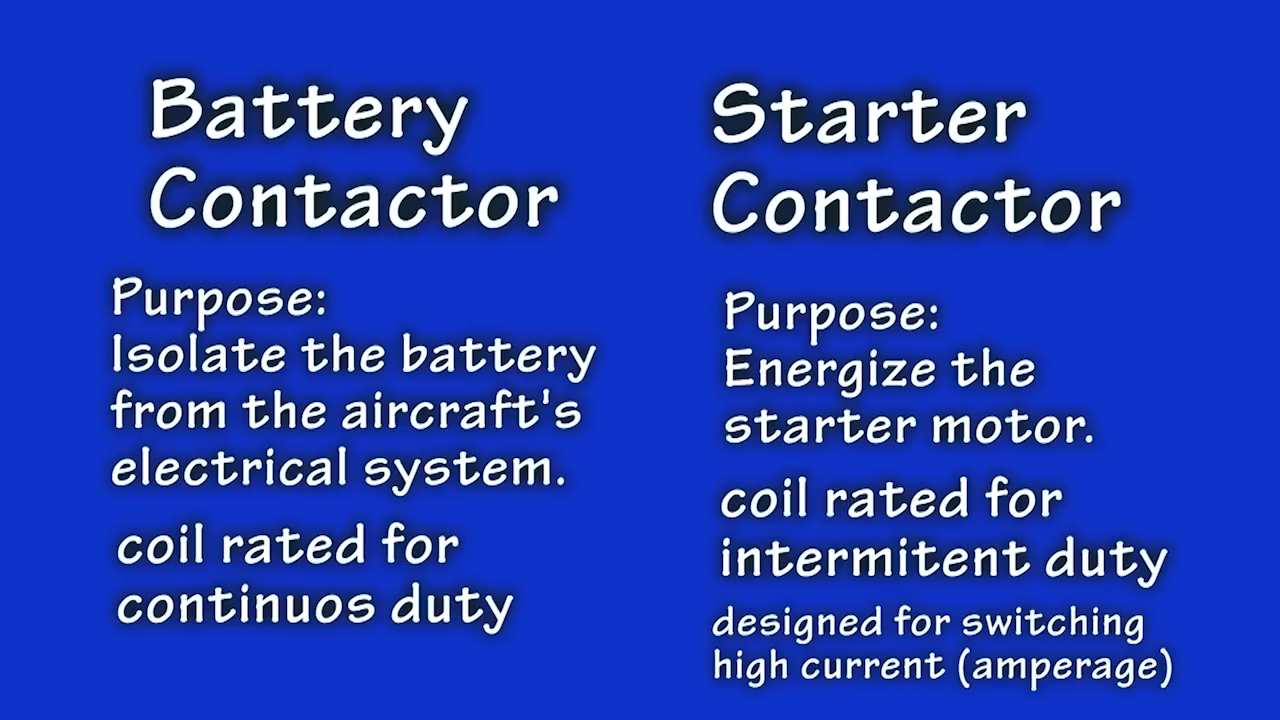 Battery
Contactor
Purpose:
Isolate the battery
from the aircraft's
electrical system.
coil rated for
continuos duty
Starter
Contactor
Purpose:
Energize the
starter motor.
coil rated for
intermitent duty
designed for switching
high current (amperage)